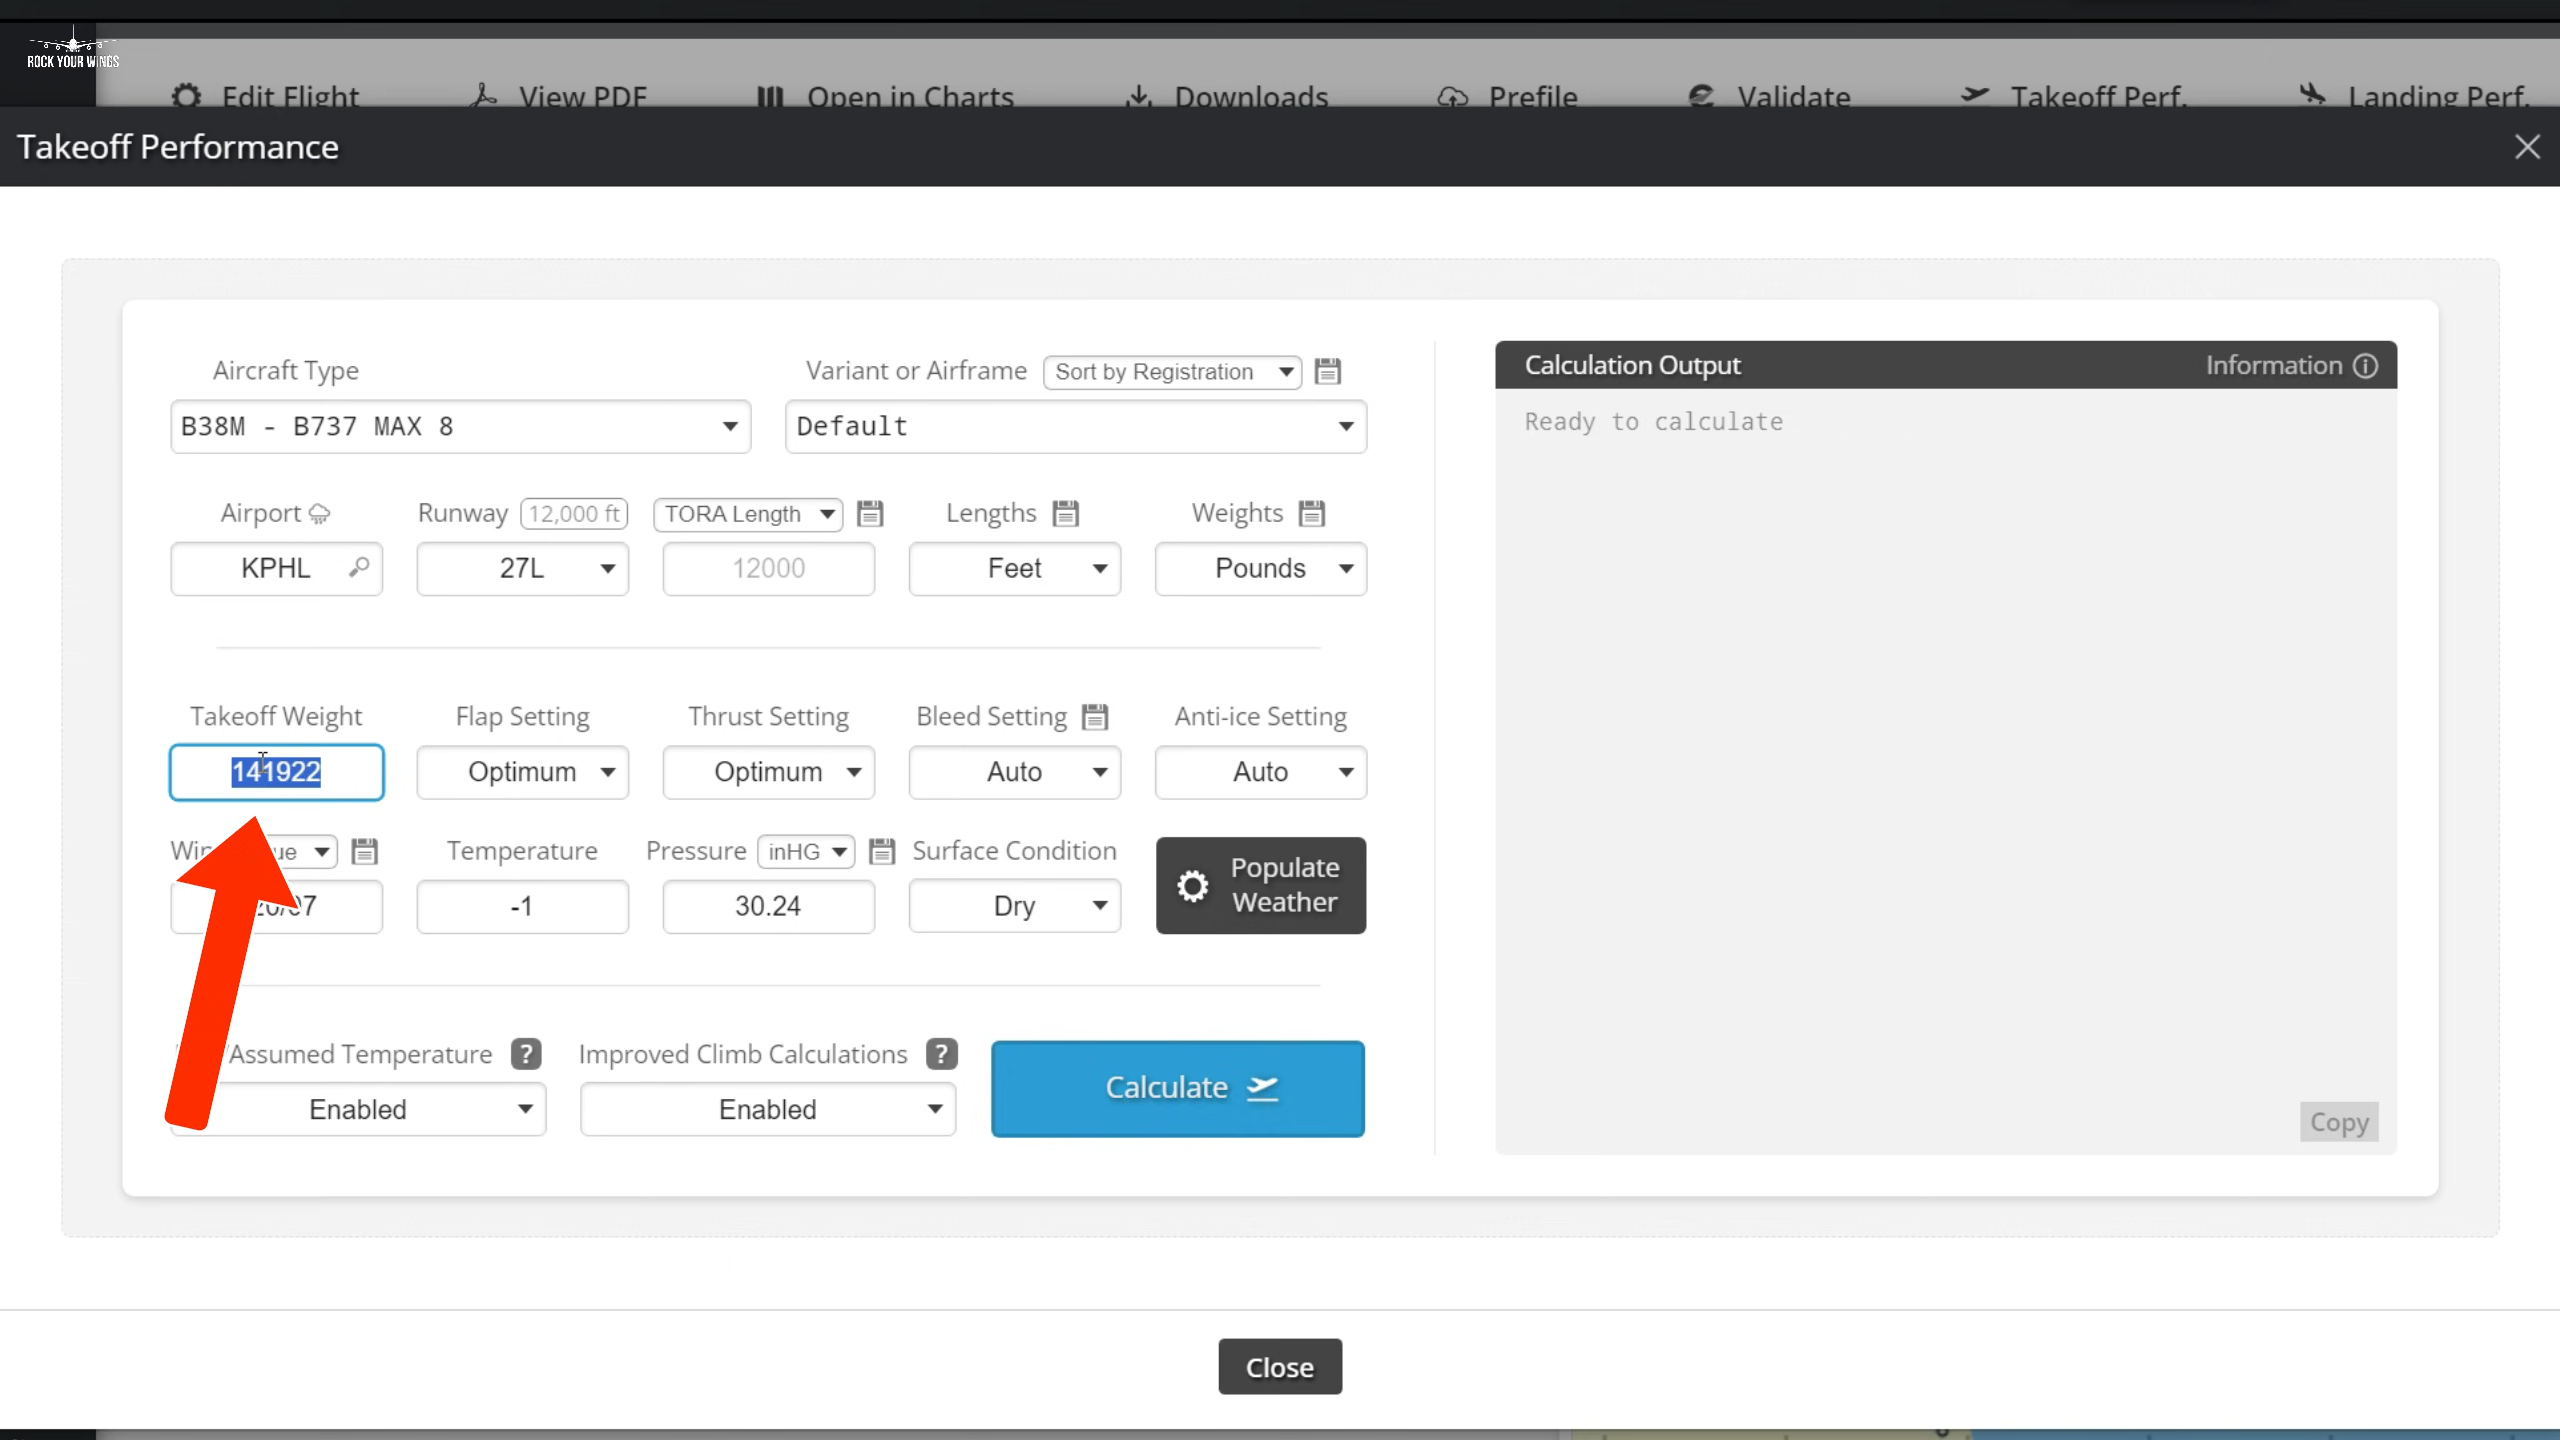 ROCK YOUR WINGS
Edit Flight View PDF Open in Charts Downloads Prefile Validate Takeoff Perf. Landing Perf.
Takeoff Performance
Aircraft Type Variant or Airframe Sort by Registration
B38M - B737 MAX 8 Default
Airport Runway 12,000 ft TORA Length Lengths Weights
KPHL 27L 12000 Feet Pounds
Takeoff Weight Flap Setting Thrust Setting Bleed Setting Anti-ice Setting
141922 Optimum Optimum Auto Auto
Temperature Pressure inHG Surface Condition
-1 30.24 Dry
Populate
Weather
Assumed Temperature ? Improved Climb Calculations ?
Enabled Enabled
Calculate
Calculation Output Information
Ready to calculate
Copy
Close